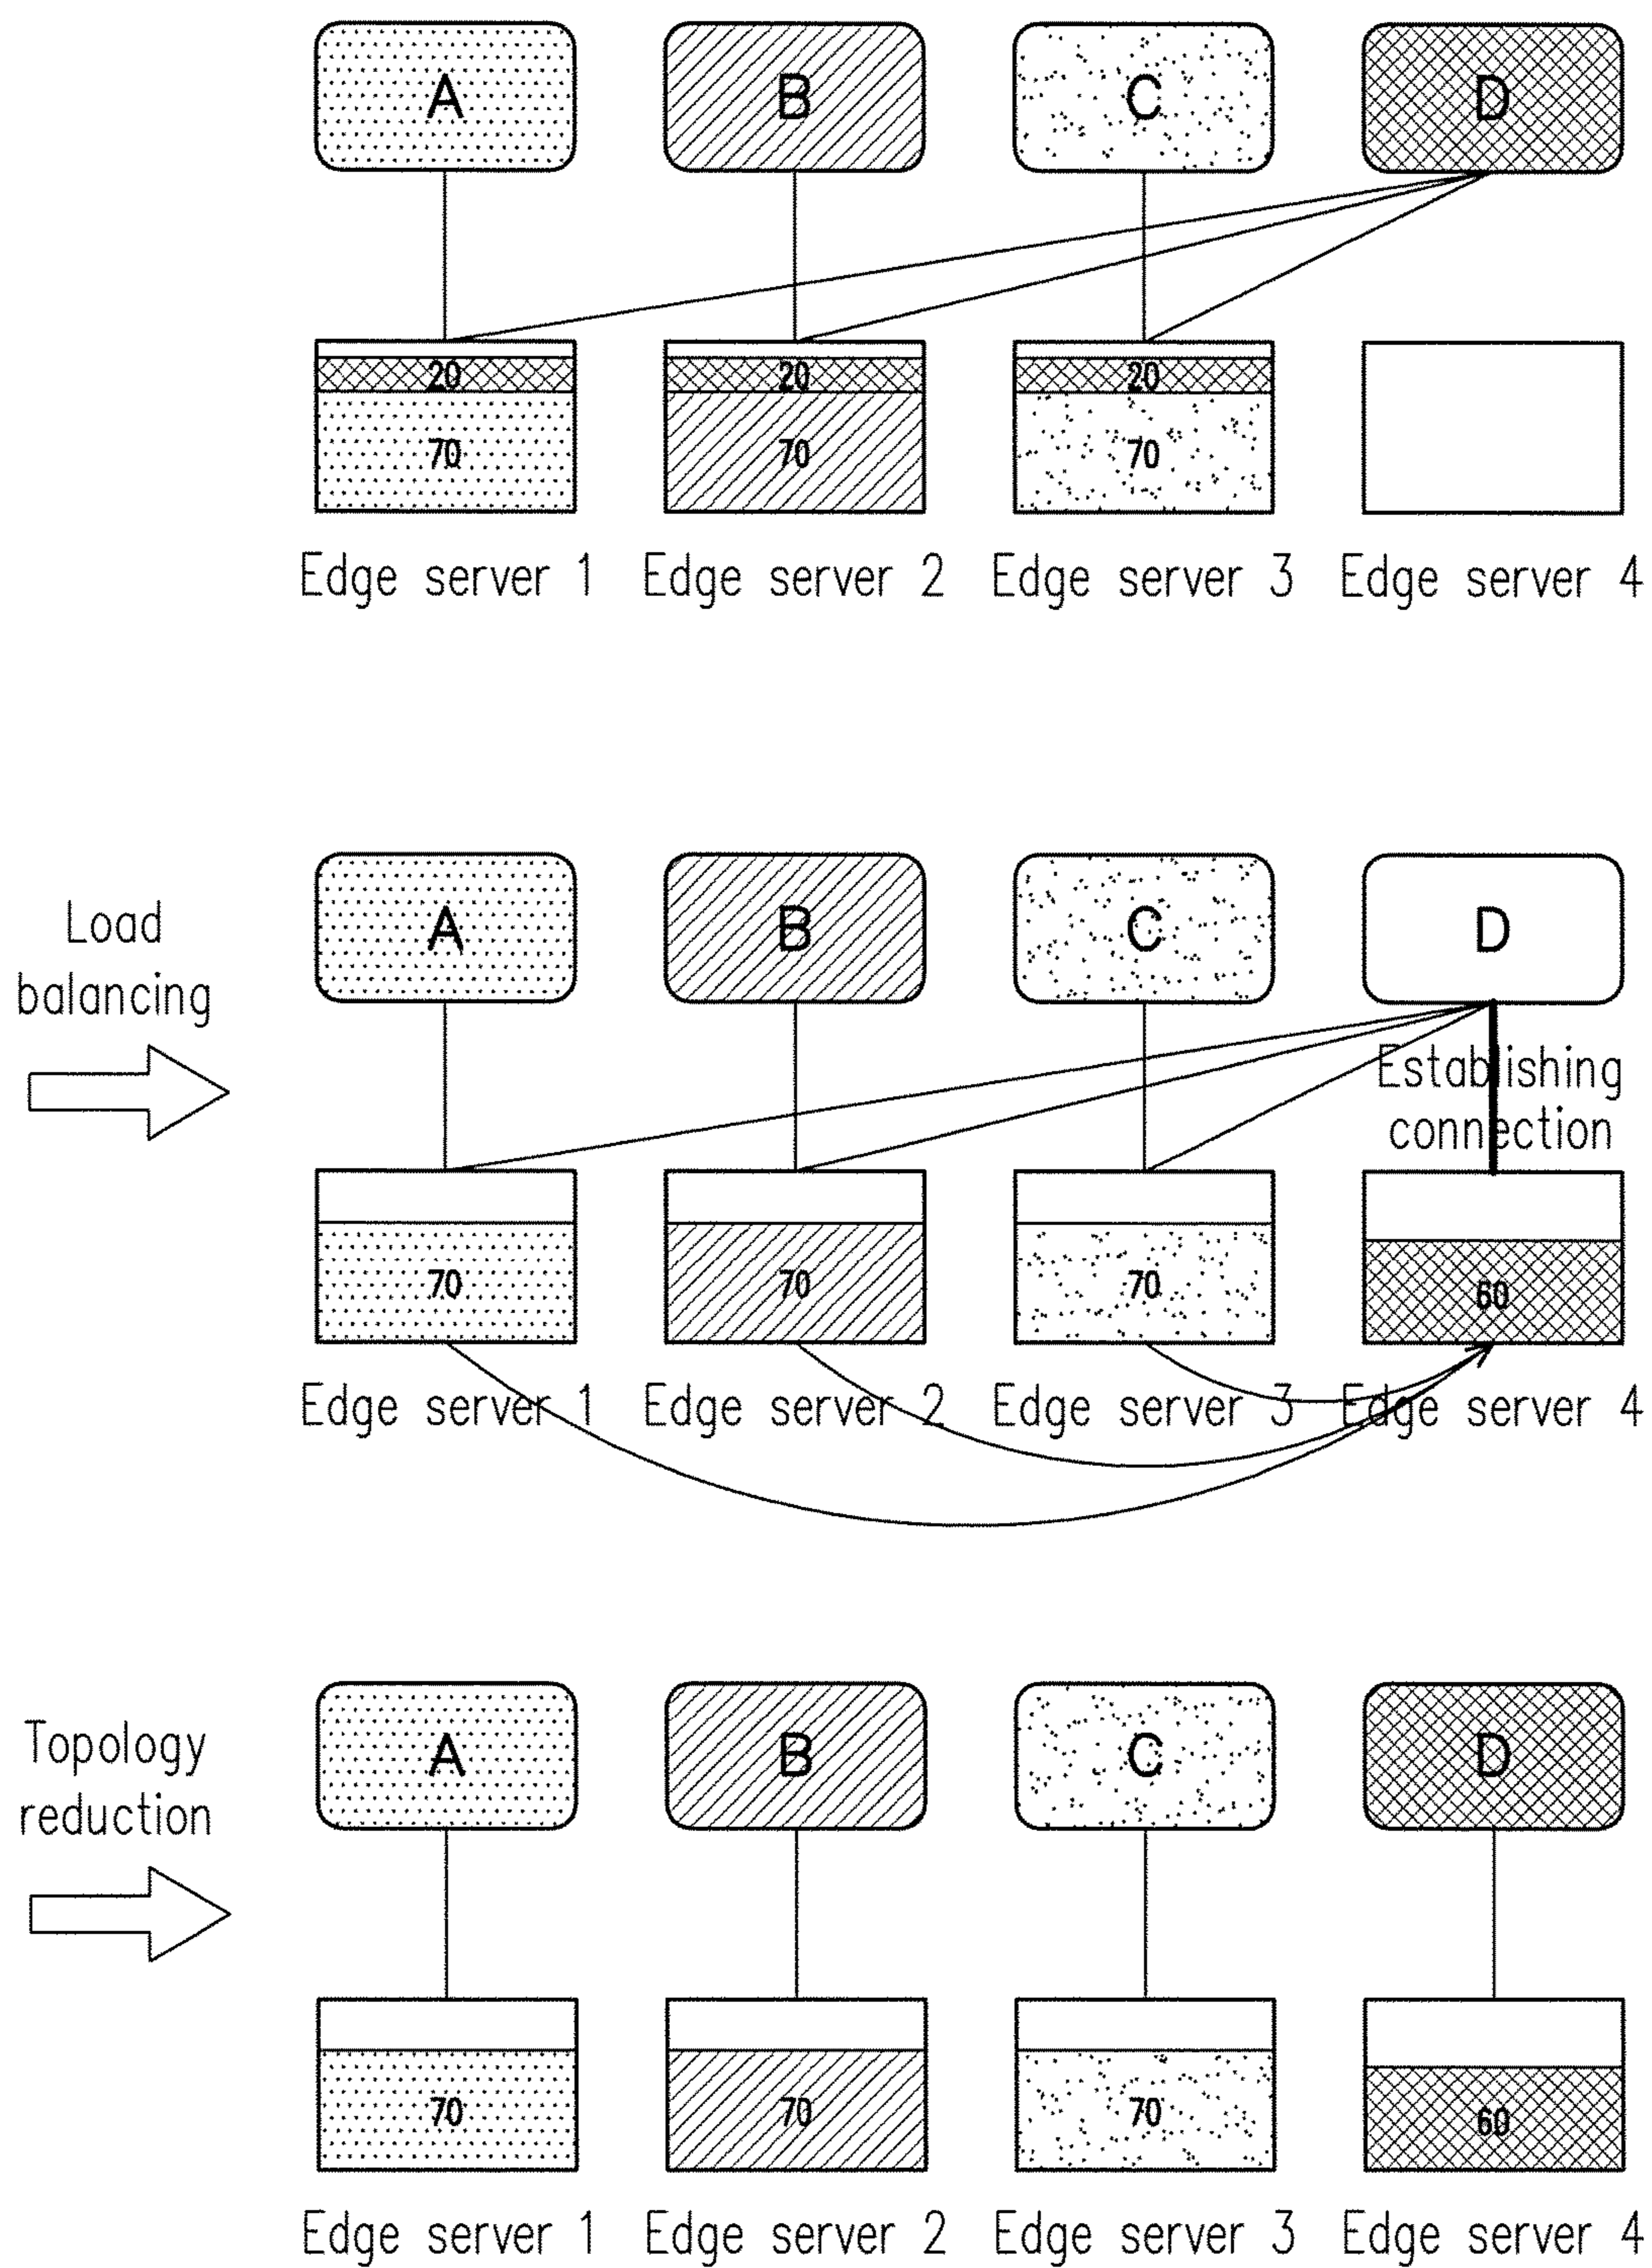 A B C D
20 20 20
70 70 70
Edge server 1 Edge server 2 Edge server 3 Edge server 4
Load
balancing
A B C D
Establishing
connection
70 70 70 60
Edge server 1 Edge server 2 Edge server 3 Edge server 4
Topology
reduction
A B C D
70 70 70 60
Edge server 1 Edge server 2 Edge server 3 Edge server 4